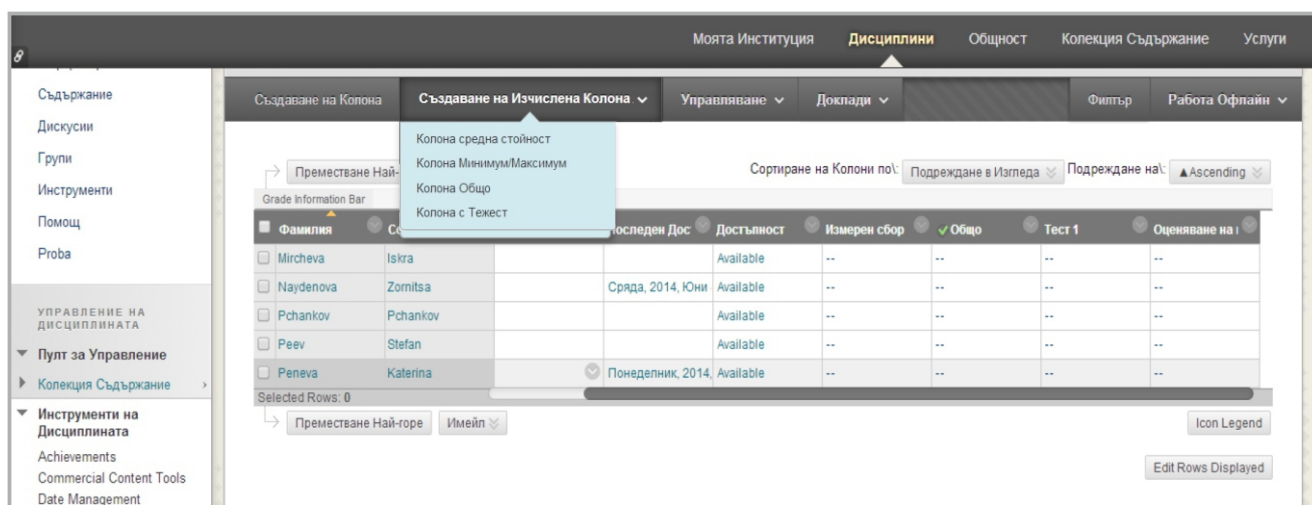 Моята Институция Дисциплини Общност Колекция Съдържание Услуги
Съдържание
Дискусии
Групи
Инструменти
Помощ
Proba
УПРАВЛЕНИЕ НА
ДИСЦИПЛИНАТА
Пулт за Управление
Колекция Съдържание
Инструменти на
Дисциплината
Achievements
Commercial Content Tools
Date Management
Създаване на Колона Създаване на Изчислена Колона Управляване Доклади Филтър Работа Офлайн
Колона средна стойност
Колона Минимум/Максимум
Колона Общо
Колона с Тежест
Преместване Най- Сортиране на Колони по\: Подреждане в Изгледа Подреждане на\: ▲Ascending
Grade Information Bar
Фамилия Последен Дос Достъпност Измерен сбор ✓Общо Тест 1 Оценяване на
Mircheva Iskra Available -- -- -- --
Naydenova Zornitsa Сряда, 2014, Юни Available -- -- -- --
Pchankov Pchankov Available -- -- -- --
Peev Stefan Available -- -- -- --
Peneva Katerina Понеделник, 2014, Available -- -- -- --
Selected Rows: 0
Преместване Най-горе Имейл Icon Legend
Edit Rows Displayed